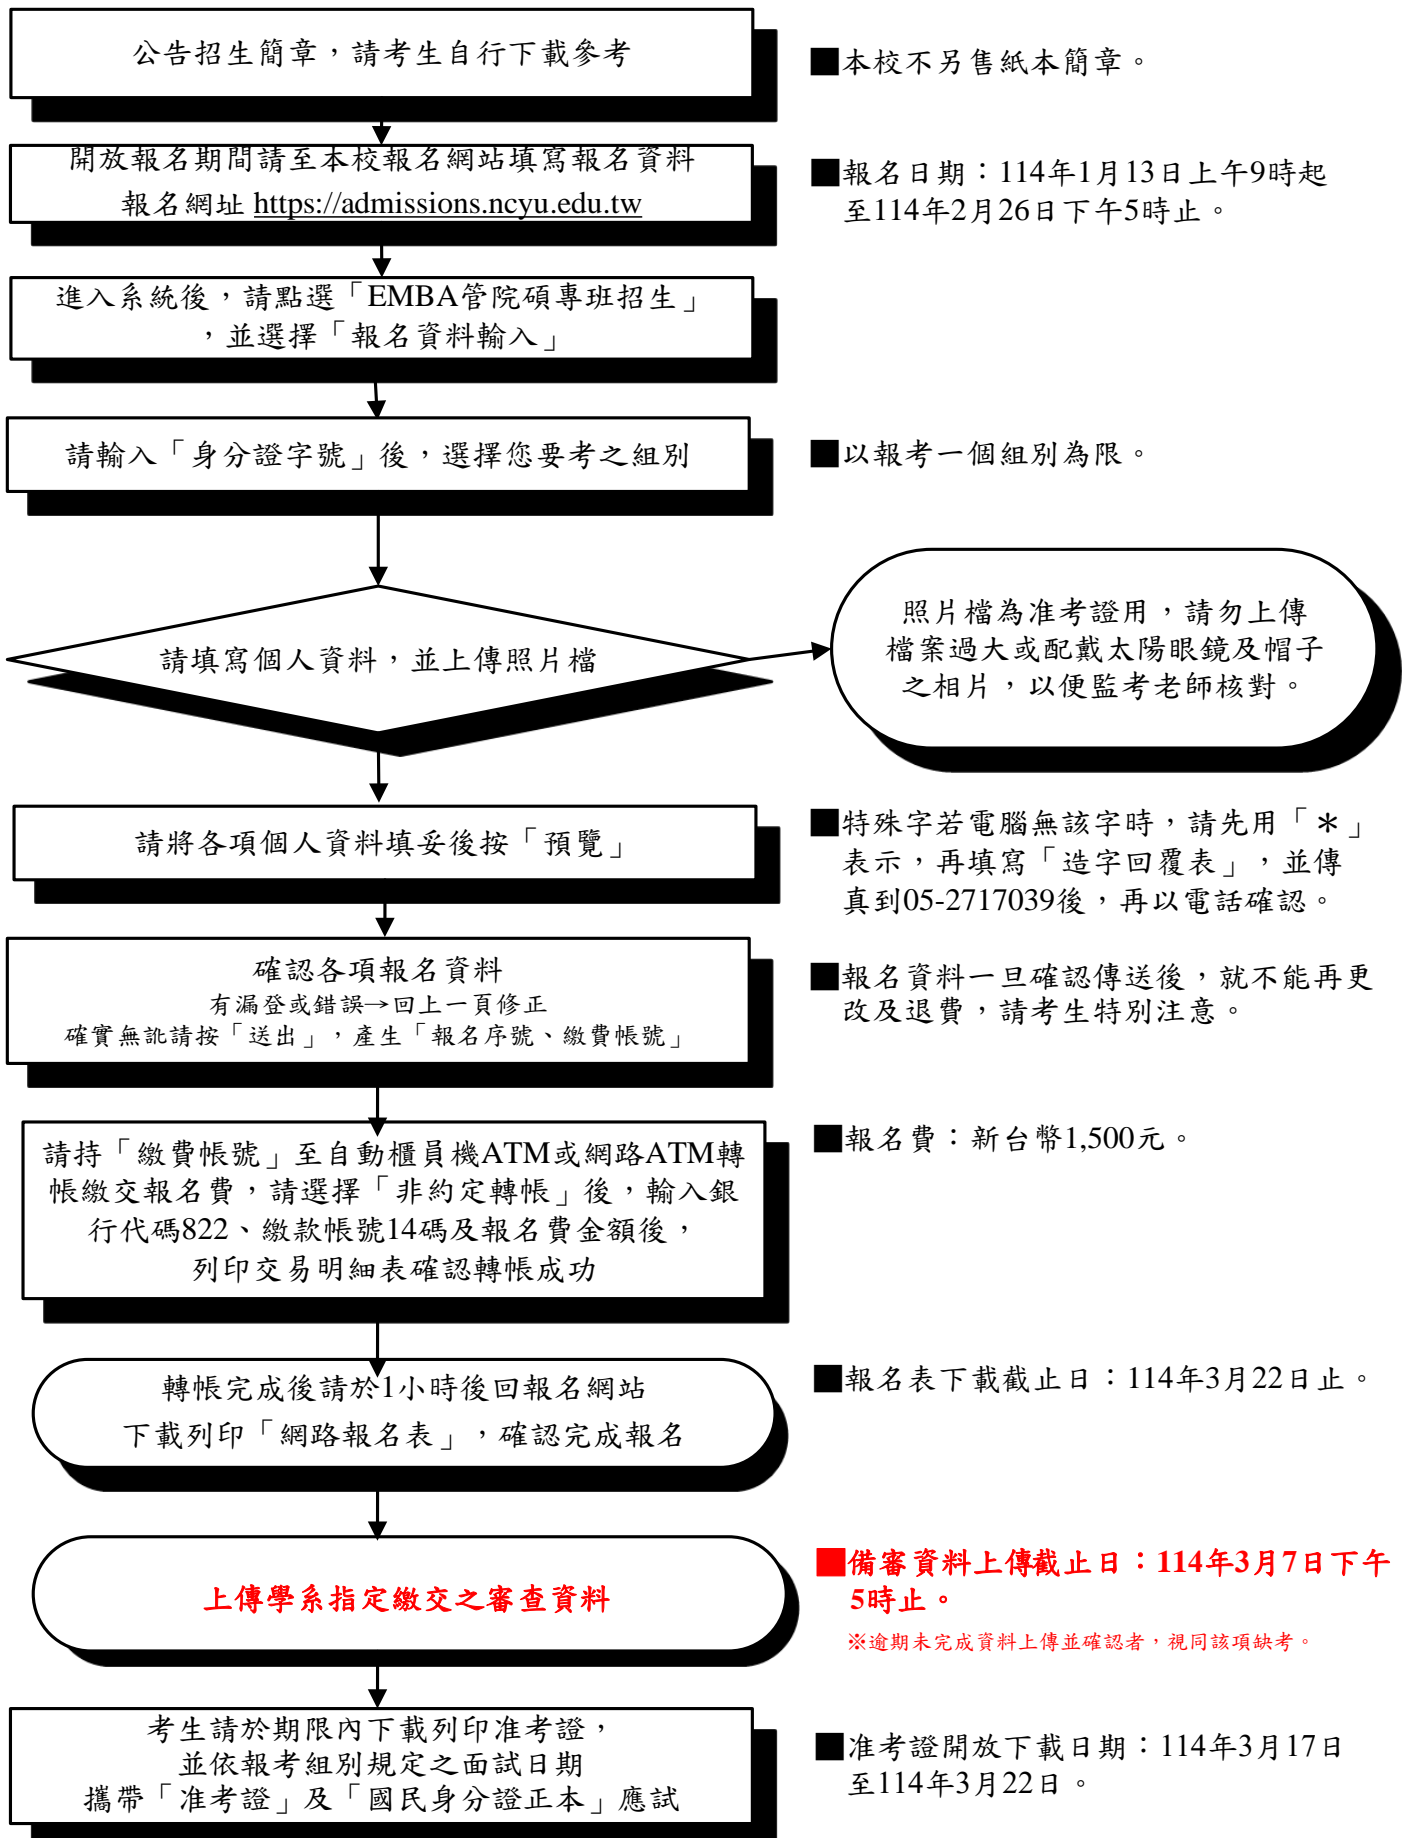 公告招生簡章，請考生自行下載參考
■本校不另售紙本簡章。
開放報名期間請至本校報名網站填寫報名資料
報名網址 https://admissions.ncyu.edu.tw
■報名日期：114年1月13日上午9時起
至114年2月26日下午5時止。
進入系統後，請點選「EMBA管院碩專班招生」
，並選擇「報名資料輸入」
請輸入「身分證字號」後，選擇您要考之組別
■以報考一個組別為限。
請填寫個人資料，並上傳照片檔
照片檔為准考證用，請勿上傳
檔案過大或配戴太陽眼鏡及帽子
之相片，以便監考老師核對。
請將各項個人資料填妥後按「預覽」
■特殊字若電腦無該字時，請先用「＊」
表示，再填寫「造字回覆表」，並傳
真到05-2717039後，再以電話確認。
確認各項報名資料
有漏登或錯誤→回上一頁修正
確實無訛請按「送出」，產生「報名序號、繳費帳號」
■報名資料一旦確認傳送後，就不能再更
改及退費，請考生特別注意。
請持「繳費帳號」至自動櫃員機ATM或網路ATM轉
帳繳交報名費，請選擇「非約定轉帳」後，輸入銀
行代碼822、繳款帳號14碼及報名費金額後，
列印交易明細表確認轉帳成功
■報名費：新台幣1,500元。
轉帳完成後請於1小時後回報名網站
下載列印「網路報名表」，確認完成報名
■報名表下載截止日：114年3月22日止。
上傳學系指定繳交之審查資料
■備審資料上傳截止日：114年3月7日下午
5時止。
※逾期未完成資料上傳並確認者，視同該項缺考。
考生請於期限內下載列印准考證，
並依報考組別規定之面試日期
攜帶「准考證」及「國民身分證正本」應試
■准考證開放下載日期：114年3月17日
至114年3月22日。